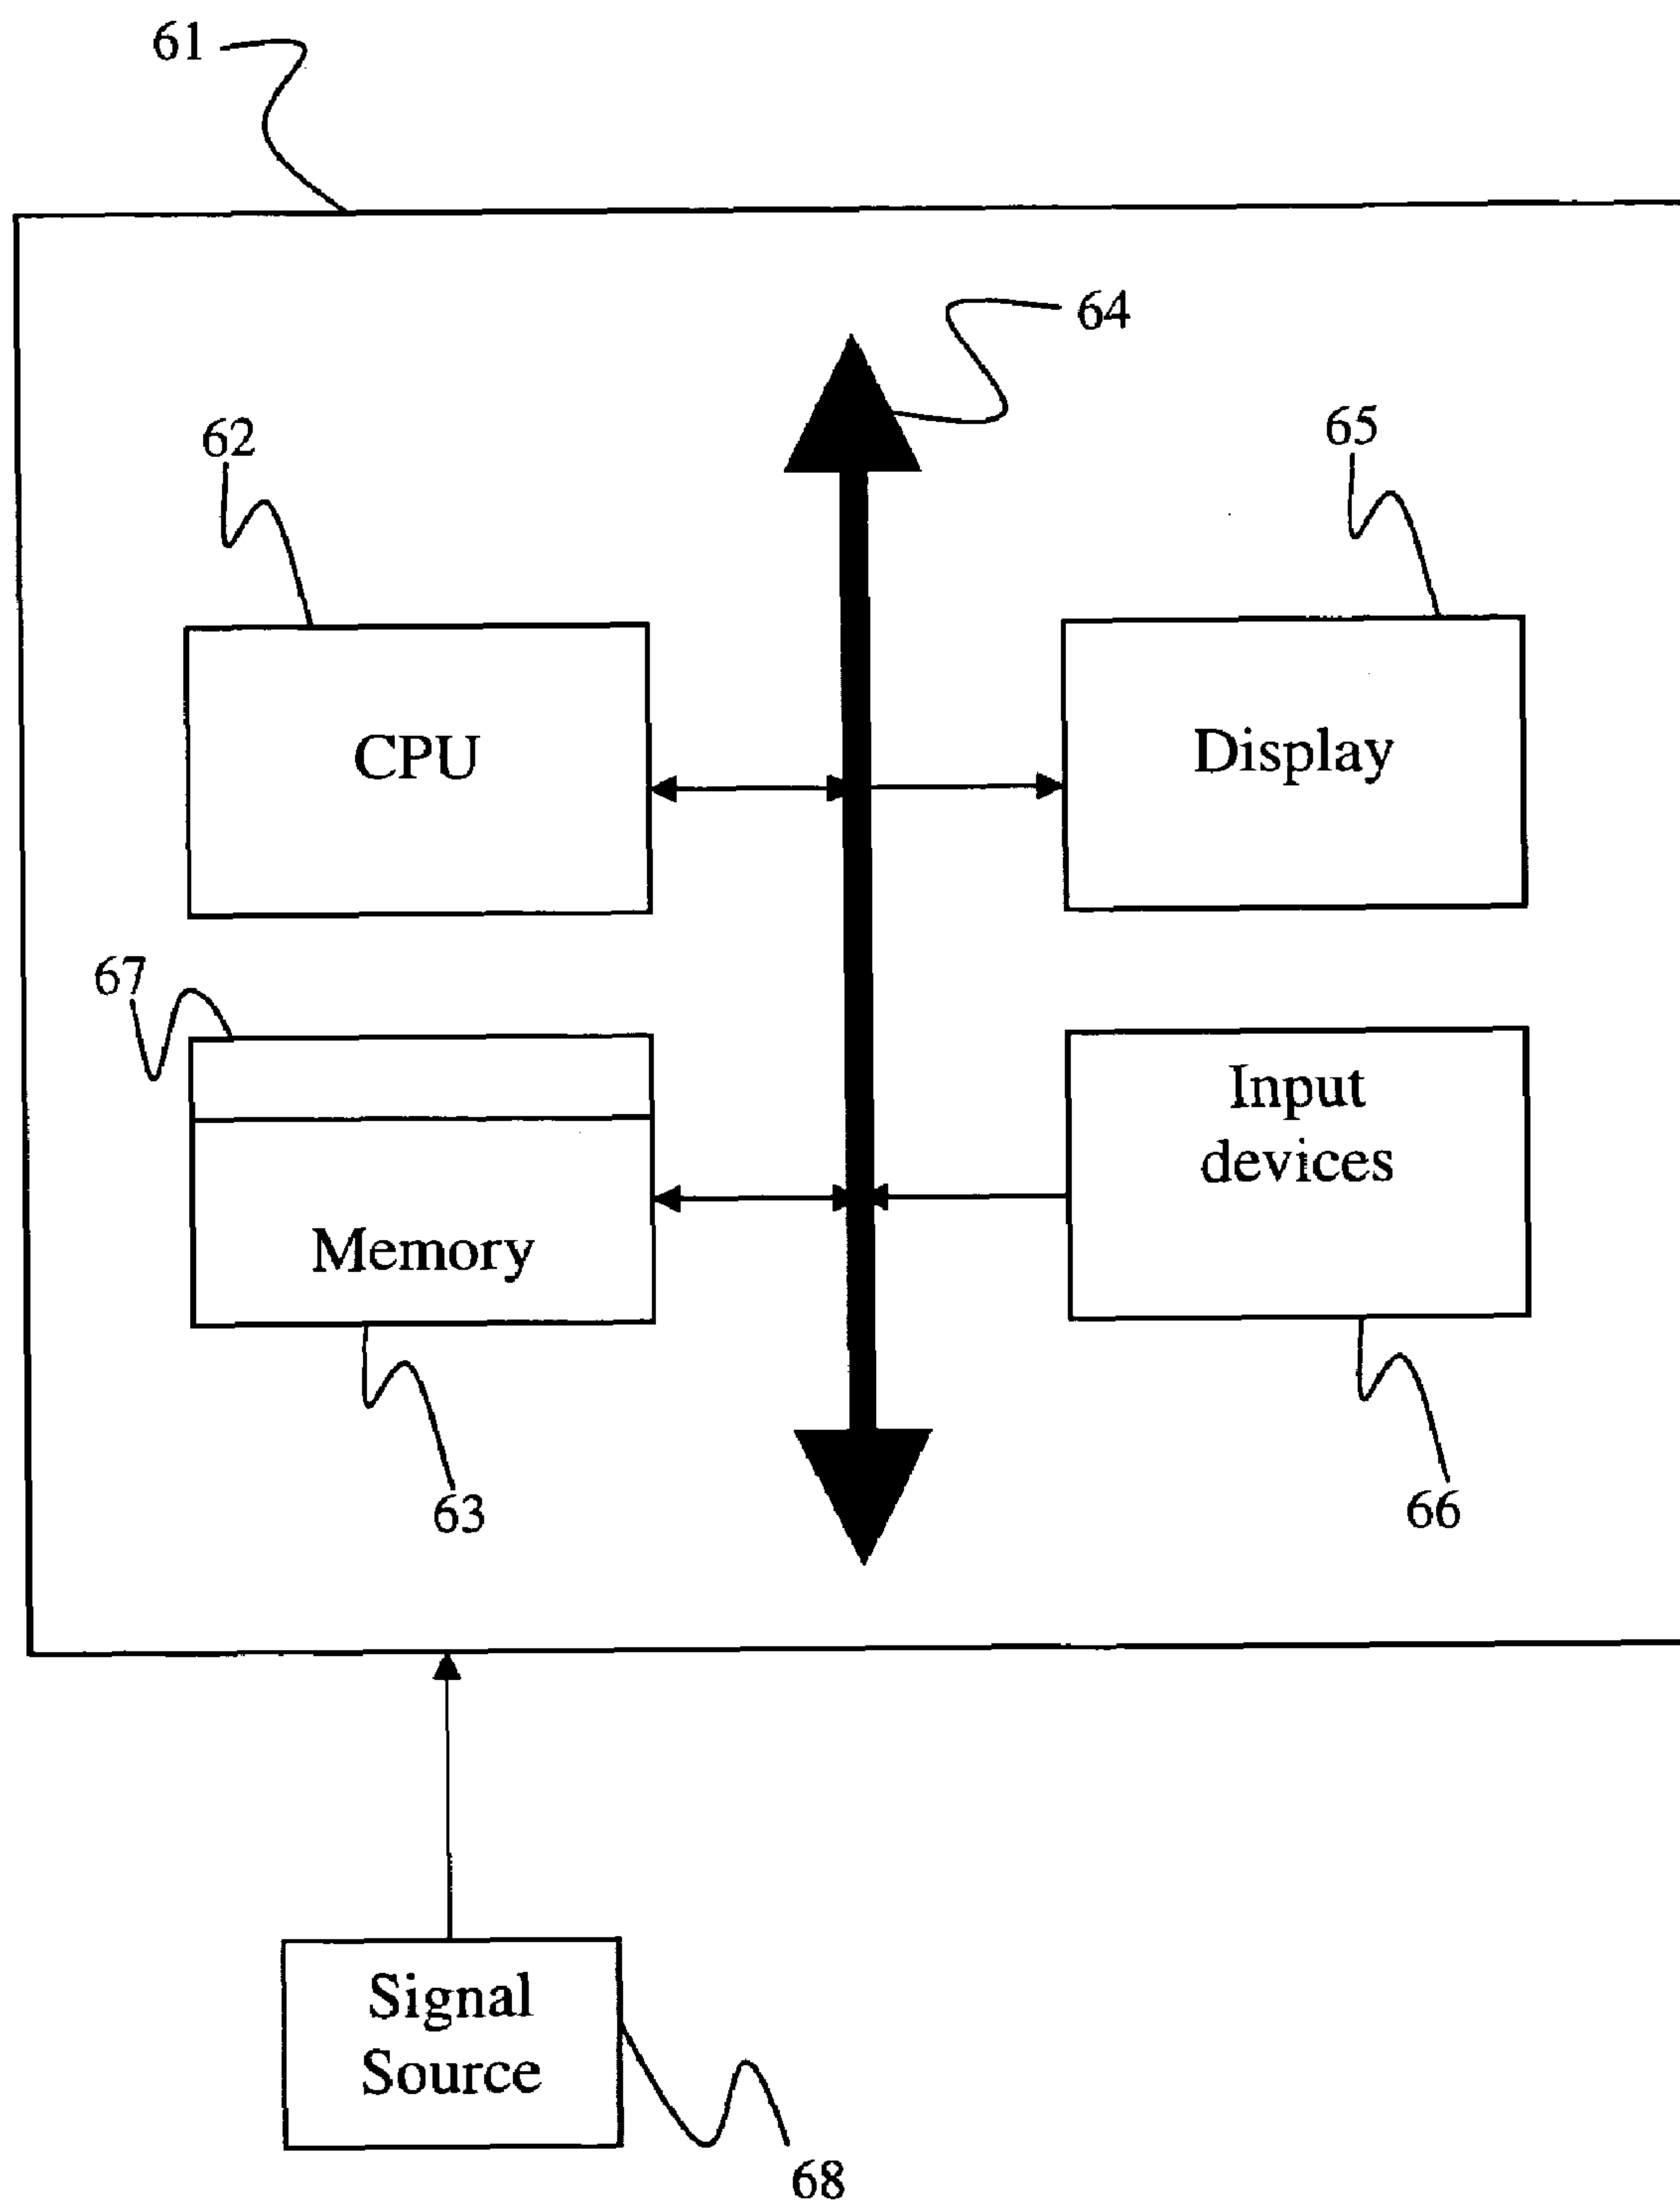 61
64
62
65
CPU
Display
67
Input
devices
Memory
63
66
Signal
Source
68